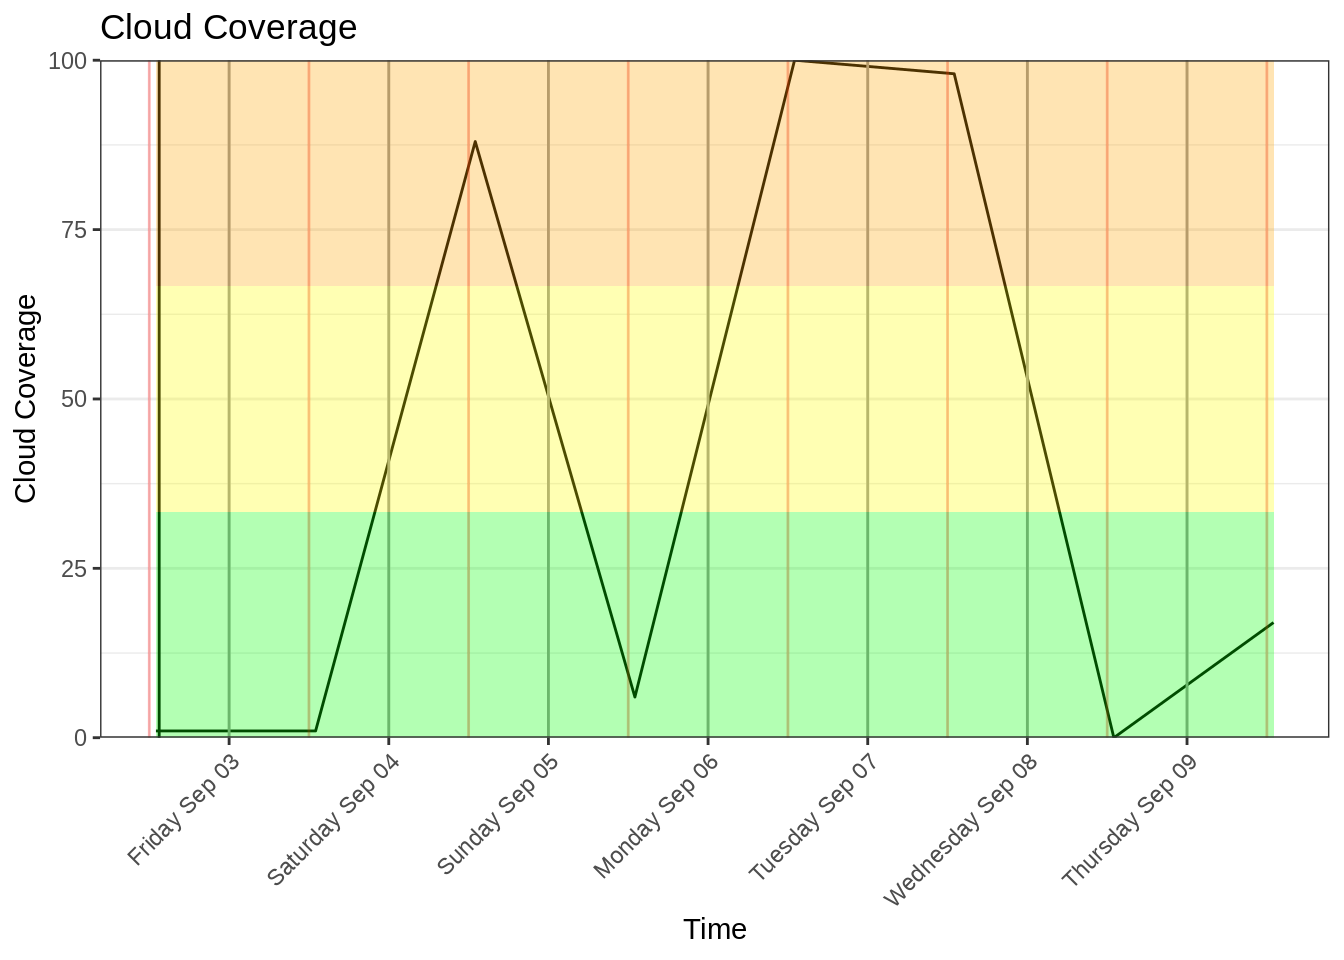 Cloud Coverage
Cloud Coverage
100
75
50
25
0
Friday Sep 03
Saturday Sep 04
Sunday Sep 05
Monday Sep 06
Tuesday Sep 07
Wednesday Sep 08
Thursday Sep 09
Time